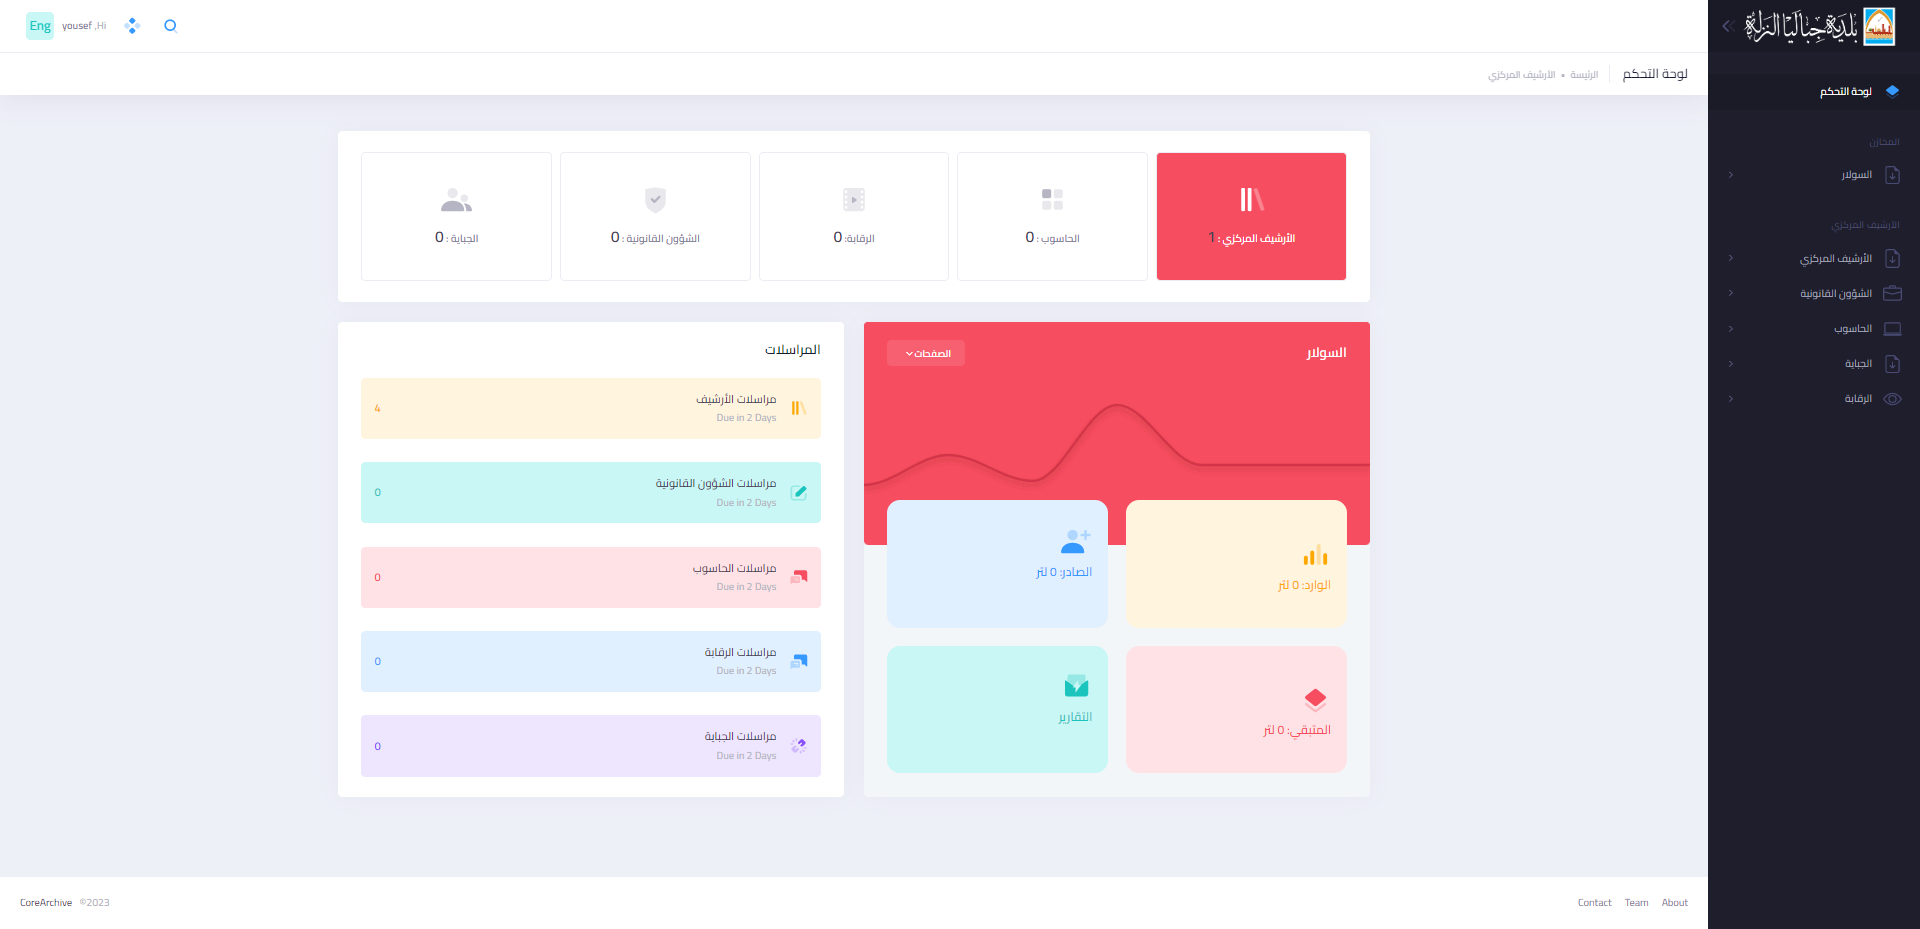 بلدية جباليا النزلة
Eng
yousef ,Hi
لوحة التحكم
الرئيسة • الأرشيف المركزي
لوحة التحكم
المخازن
السولار
الأرشيف المركزي
الأرشيف المركزي
الشؤون القانونية
الحاسوب
الجباية
الرقابة
الأرشيف المركزي : 1
الحاسوب : 0
الرقابة: 0
الشؤون القانونية : 0
الجباية : 0
السولار
الصفحات
الوارد: 0 لتر
الصادر: 0 لتر
المتبقي: 0 لتر
التقارير
المراسلات
مراسلات الأرشيف
Due in 2 Days
4
مراسلات الشؤون القانونية
Due in 2 Days
0
مراسلات الحاسوب
Due in 2 Days
0
مراسلات الرقابة
Due in 2 Days
0
مراسلات الجباية
Due in 2 Days
0
CoreArchive ©2023
Contact Team About